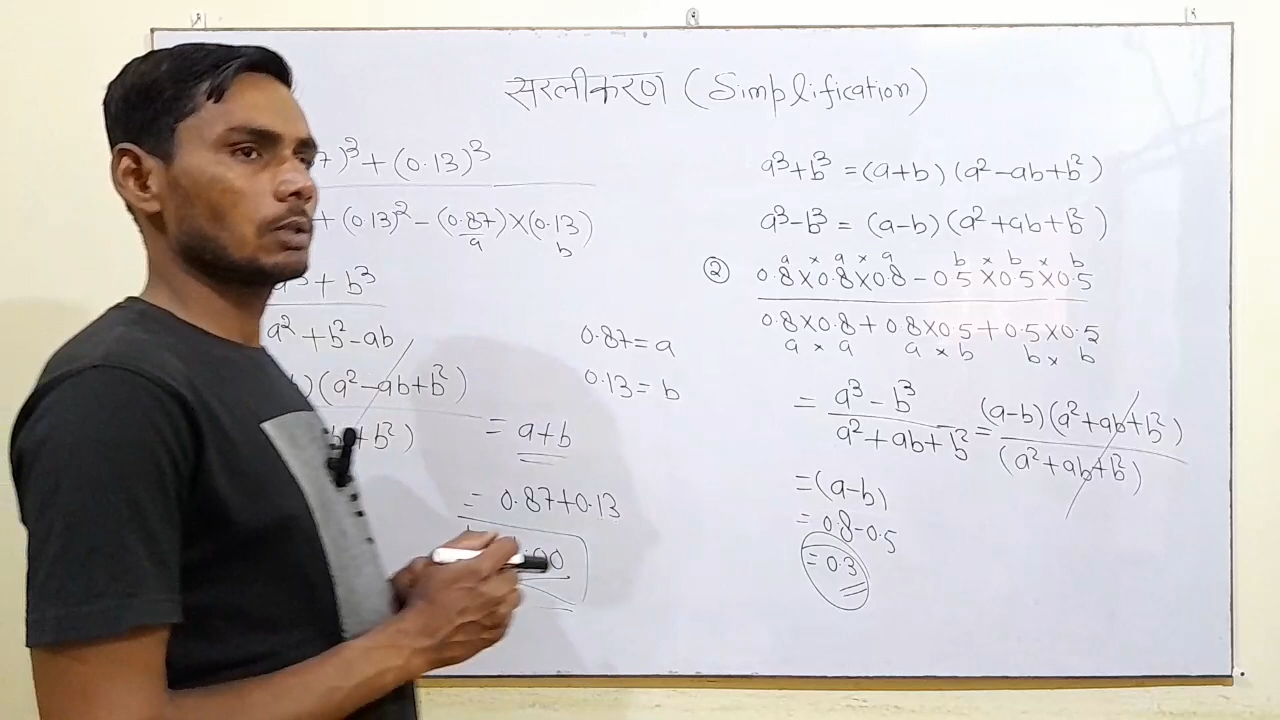 सरलीकरण (Simplification)
7)³ + (0.13)³
+ (0.13)² - (0.87) × (0.13)
a b
a³ + b³
a² + b² - ab
(a² - ab + b²)
+ b²)
= a+b
= 0.87+0.13
.00
0.87 = a
0.13 = b
a³+b³ = (a+b) (a² - ab + b²)
a³-b³ = (a-b) (a² + ab + b²)
a × a × a b × b × b
② 0.8×0.8×0.8 - 0.5×0.5×0.5
0.8×0.8 + 0.8×0.5 + 0.5×0.5
a × a a × b b × b
= a³ - b³ = (a-b) (a² + ab + b²)
a² + ab + b² (a² + ab + b²)
= (a-b)
= 0.8-0.5
= 0.3